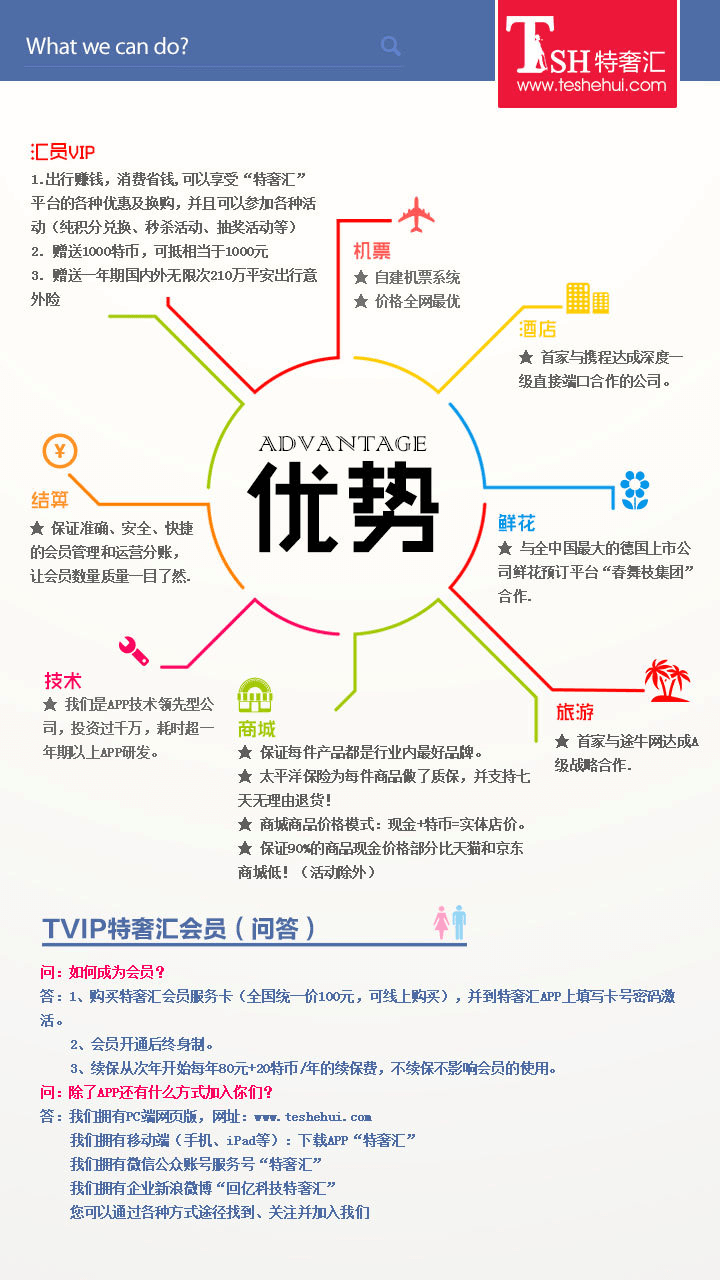 What we can do?
TSH 特奢汇
www.teshehui.com
汇员VIP
1.出行赚钱，消费省钱,可以享受“特奢汇”
平台的各种优惠及换购，并且可以参加各种活
动（纯积分兑换、秒杀活动、抽奖活动等）
2．赠送1000特币，可抵相当于1000元
3．赠送一年期国内外无限次210万平安出行意
外险
机票
★ 自建机票系统
★ 价格全网最优
酒店
★ 首家与携程达成深度一
级直接端口合作的公司。
ADVANTAGE
优势
¥
结算
★ 保证准确、安全、快捷
的会员管理和运营分账，
让会员数量质量一目了然.
鲜花
★ 与全中国最大的德国上市公
司鲜花预订平台“春舞枝集团”
合作.
技术
★ 我们是APP技术领先型公
司，投资过千万，耗时超一
年期以上APP研发。
商城
★ 保证每件产品都是行业内最好品牌。
★ 太平洋保险为每件商品做了质保，并支持七
天无理由退货！
★ 商城商品价格模式：现金+特币=实体店价。
★ 保证90%的商品现金价格部分比天猫和京东
商城低！（活动除外）
旅游
★ 首家与途牛网达成A
级战略合作.
TVIP特奢汇会员（问答）
问：如何成为会员？
答：1、购买特奢汇会员服务卡（全国统一价100元，可线上购买），并到特奢汇APP上填写卡号密码激
活。
2、会员开通后终身制。
3、续保从次年开始每年80元+20特币/年的续保费，不续保不影响会员的使用。
问：除了APP还有什么方式加入你们？
答：我们拥有PC端网页版，网址：www.teshehui.com
我们拥有移动端（手机、iPad等）：下载APP“特奢汇”
我们拥有微信公众账号服务号“特奢汇”
我们拥有企业新浪微博“回亿科技特奢汇”
您可以通过各种方式途径找到、关注并加入我们